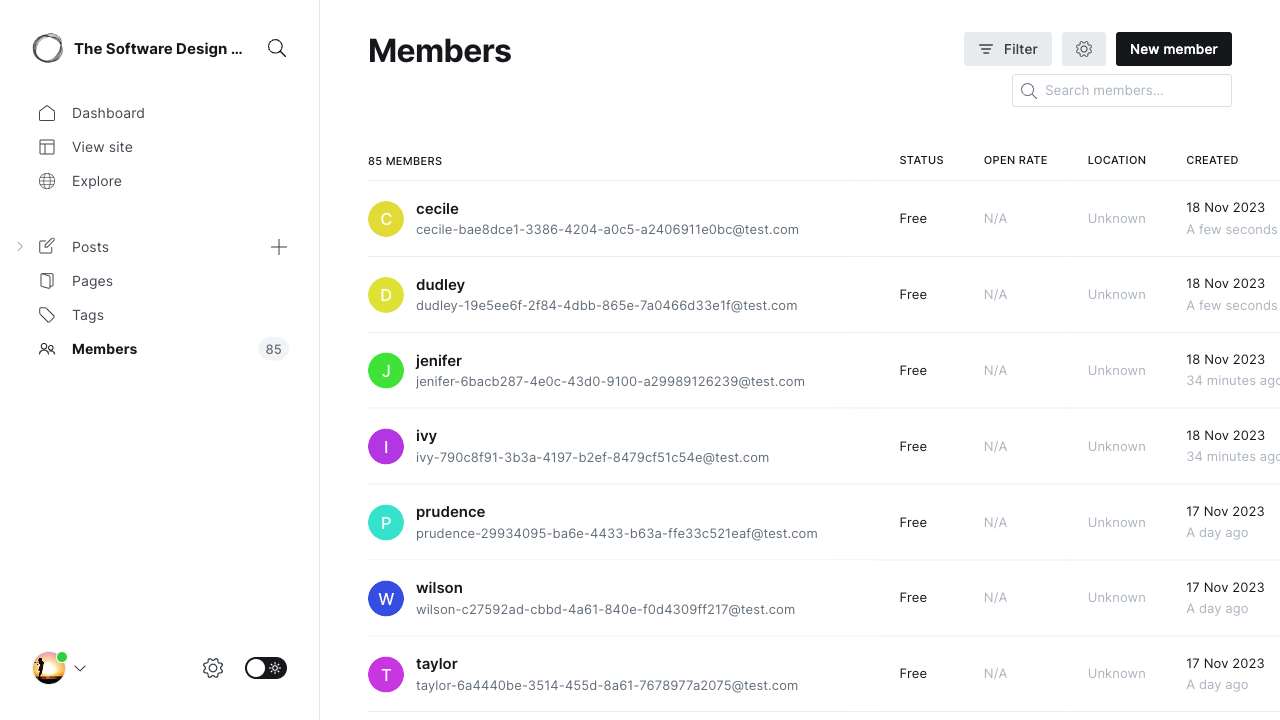 The Software Design ...
Dashboard
View site
Explore
Posts
Pages
Tags
Members
85
Members
Filter
New member
Search members...
85 MEMBERS STATUS OPEN RATE LOCATION CREATED
C cecile Free N/A Unknown 18 Nov 2023
cecile-bae8dce1-3386-4204-a0c5-a2406911e0bc@test.com A few seconds
D dudley Free N/A Unknown 18 Nov 2023
dudley-19e5ee6f-2f84-4dbb-865e-7a0466d33e1f@test.com A few seconds
J jenifer Free N/A Unknown 18 Nov 2023
jenifer-6bacb287-4e0c-43d0-9100-a29989126239@test.com 34 minutes ago
I ivy Free N/A Unknown 18 Nov 2023
ivy-790c8f91-3b3a-4197-b2ef-8479cf51c54e@test.com 34 minutes ago
P prudence Free N/A Unknown 17 Nov 2023
prudence-29934095-ba6e-4433-b63a-ffe33c521eaf@test.com A day ago
W wilson Free N/A Unknown 17 Nov 2023
wilson-c27592ad-cbbd-4a61-840e-f0d4309ff217@test.com A day ago
T taylor Free N/A Unknown 17 Nov 2023
taylor-6a4440be-3514-455d-8a61-7678977a2075@test.com A day ago